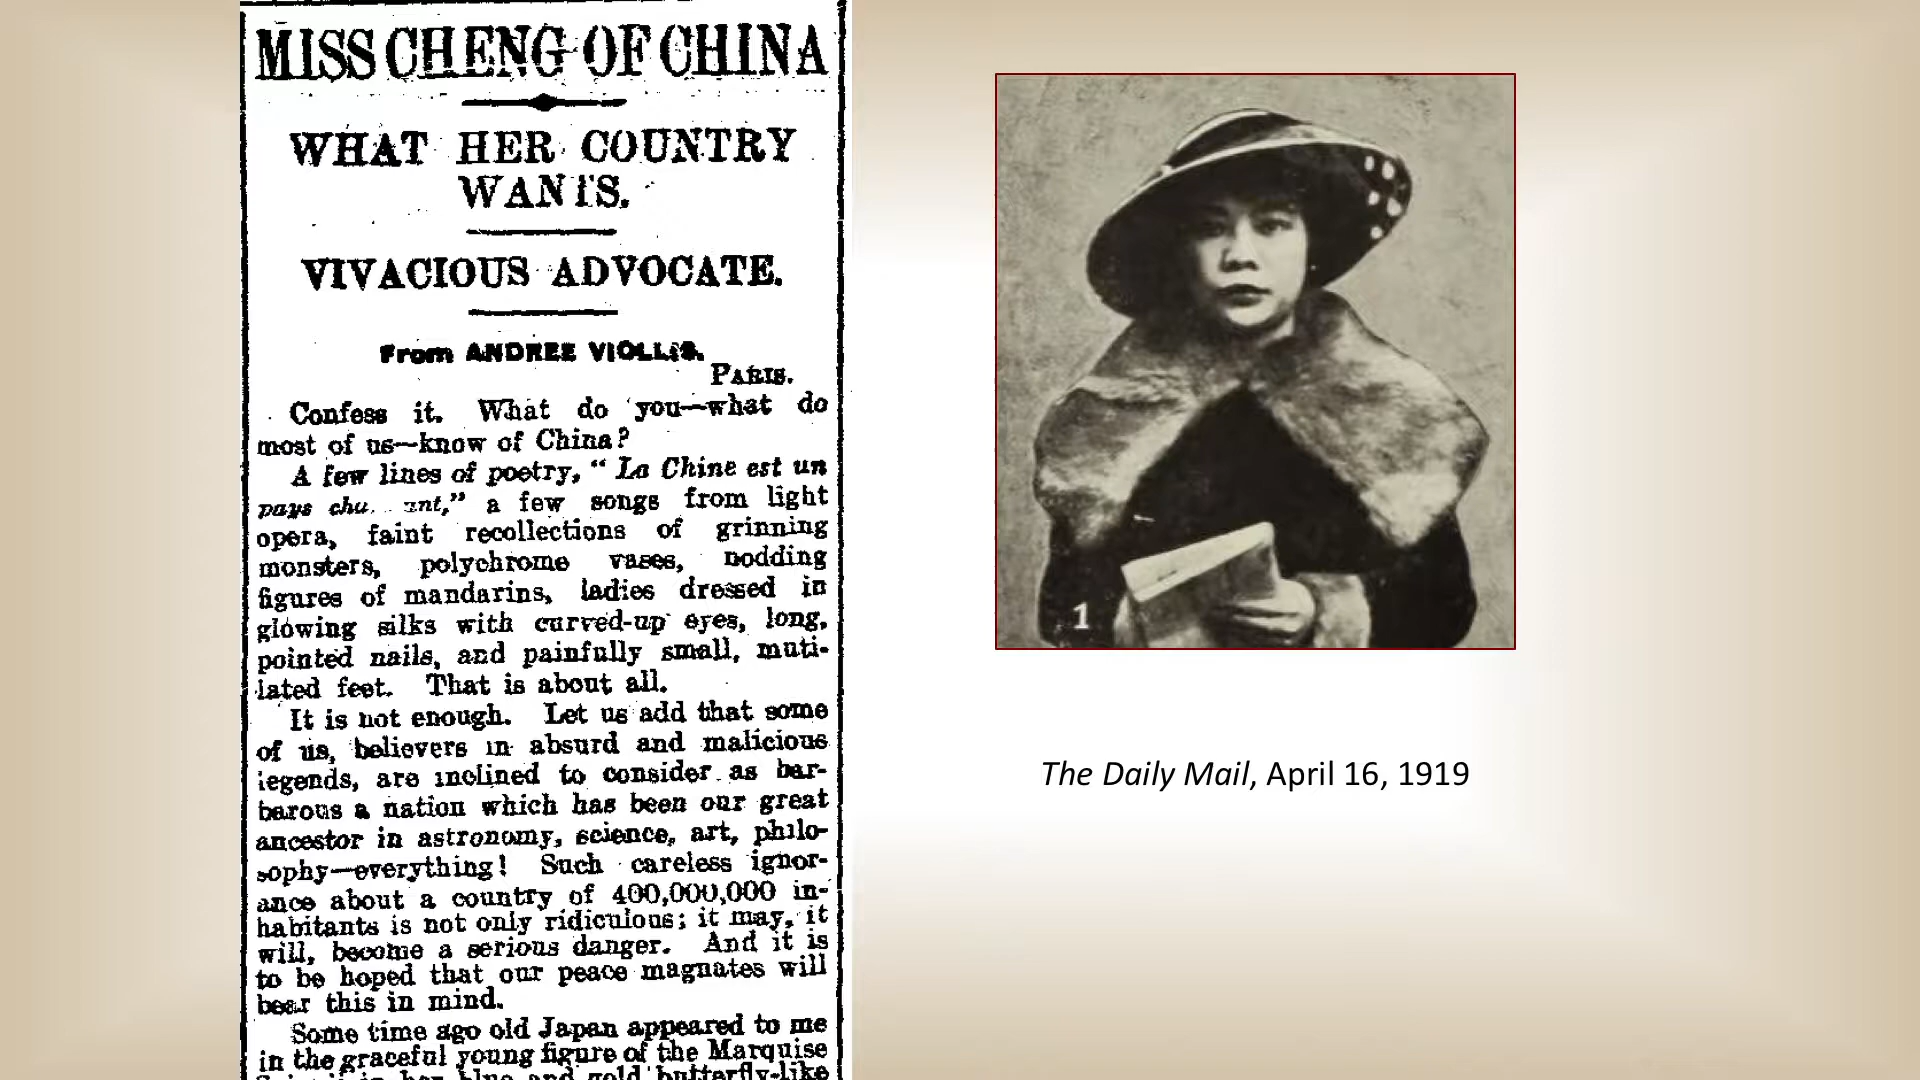 MISS CHENG OF CHINA
WHAT HER COUNTRY
WANTS.
VIVACIOUS ADVOCATE.
From ANDREE VIOLLIS.
PARIS.
Confess it. What do you—what do
most of us—know of China?
A few lines of poetry, “La Chine est un
pays ,” a few songs from light
opera, faint recollections of grinning
monsters, polychrome vases, nodding
figures of mandarins, ladies dressed in
glowing silks with curved-up eyes, long,
pointed nails, and painfully small, muti-
lated feet. That is about all.
It is not enough. Let us add that some
of us, believers in absurd and malicious
legends, are inclined to consider as bar-
barous a nation which has been our great
ancestor in astronomy, science, art, philo-
sophy—everything! Such careless ignor-
ance about a country of 400,000,000 in-
habitants is not only ridiculous; it may, it
will, become a serious danger. And it is
to be hoped that our peace magnates will
bear this in mind.
Some time ago old Japan appeared to me
in the graceful young figure of the Marquise
in her blue and gold butterfly-like
1
The Daily Mail, April 16, 1919